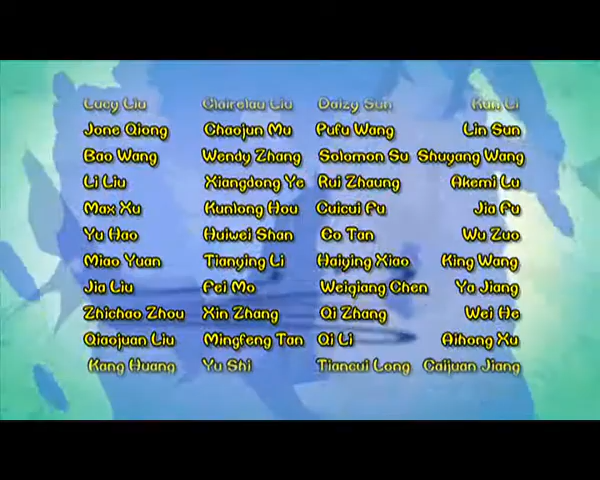 Lucy Liu Clairelau Liu Daizy Sun Kun Li
Jone Qiong Chaojun Mu Pufu Wang Lin Sun
Bao Wang Wendy Zhang Solomon Su Shuyang Wang
Li Liu Xiangdong Ye Rui Zhaung Akemi Lu
Max Xu Kunlong Hou Cuicui Fu Jia Fu
Yu Hao Huiwei Shan Bo Tan Wu Zuo
Miao Yuan Tianying Li Haiying Xiao King Wang
Jia Liu Fei Mo Weiqiang Chen Ya Jiang
Zhichao Zhou Xin Zhang Qi Zhang Wei He
Qiaojuan Liu Mingfeng Tan Qi Li Aihong Xu
Kang Huang Yu Shi Tiancui Long Caijuan Jiang